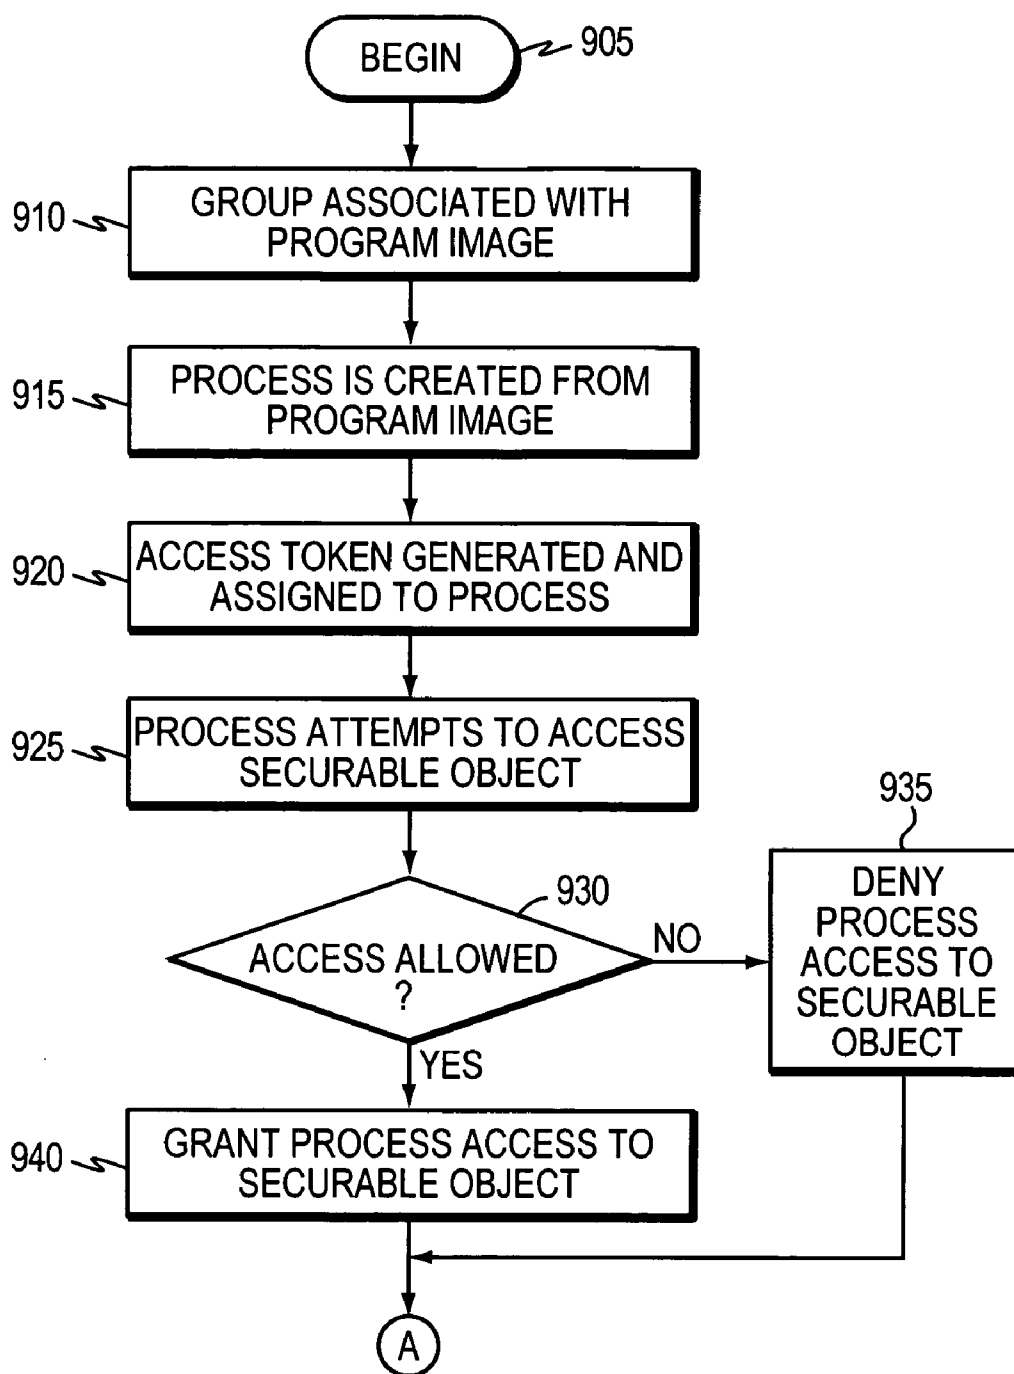 BEGIN
905
910
GROUP ASSOCIATED WITH
PROGRAM IMAGE
915
PROCESS IS CREATED FROM
PROGRAM IMAGE
920
ACCESS TOKEN GENERATED AND
ASSIGNED TO PROCESS
925
PROCESS ATTEMPTS TO ACCESS
SECURABLE OBJECT
930
ACCESS ALLOWED
?
NO
935
DENY
PROCESS
ACCESS TO
SECURABLE
OBJECT
YES
940
GRANT PROCESS ACCESS TO
SECURABLE OBJECT
A